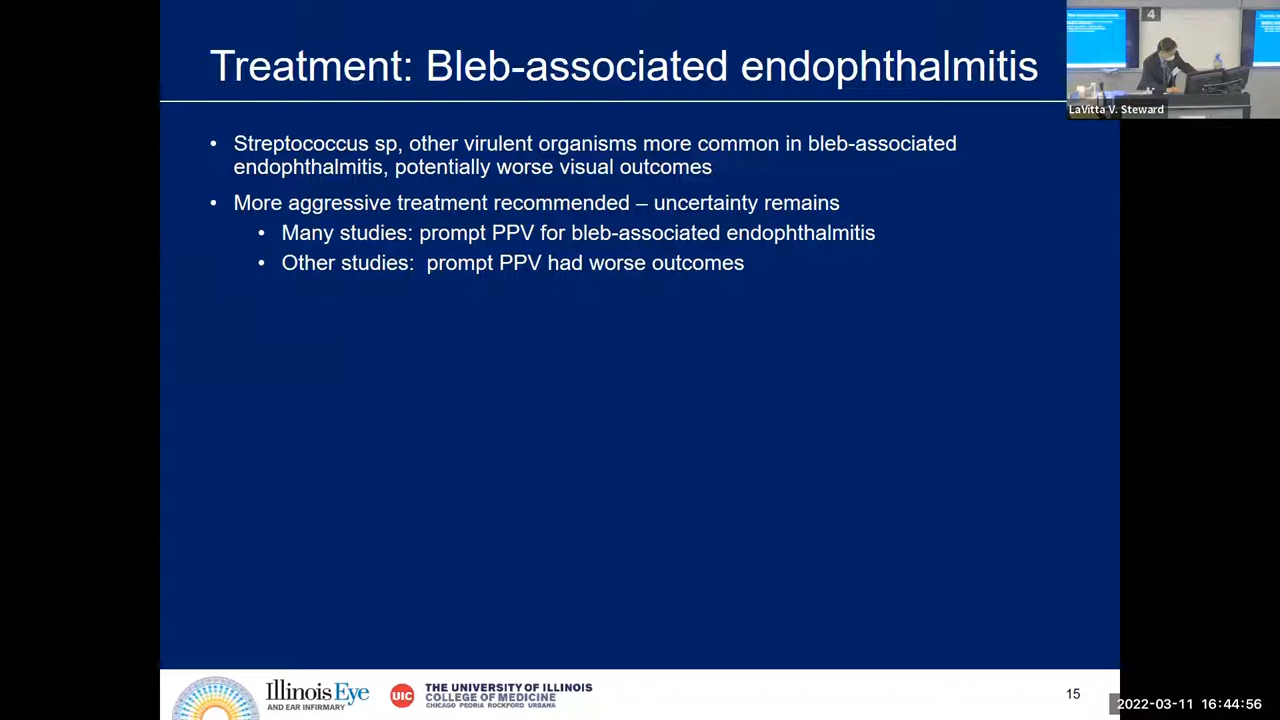 Treatment: Bleb-associated endophthalmitis
4
LaVitta V. Steward
• Streptococcus sp, other virulent organisms more common in bleb-associated
endophthalmitis, potentially worse visual outcomes
• More aggressive treatment recommended – uncertainty remains
• Many studies: prompt PPV for bleb-associated endophthalmitis
• Other studies: prompt PPV had worse outcomes
Illinois Eye
AND EAR INFIRMARY
UIC
THE UNIVERSITY OF ILLINOIS
COLLEGE OF MEDICINE
CHICAGO PEORIA ROCKFORD URBANA
15
2022-03-11 16:44:56